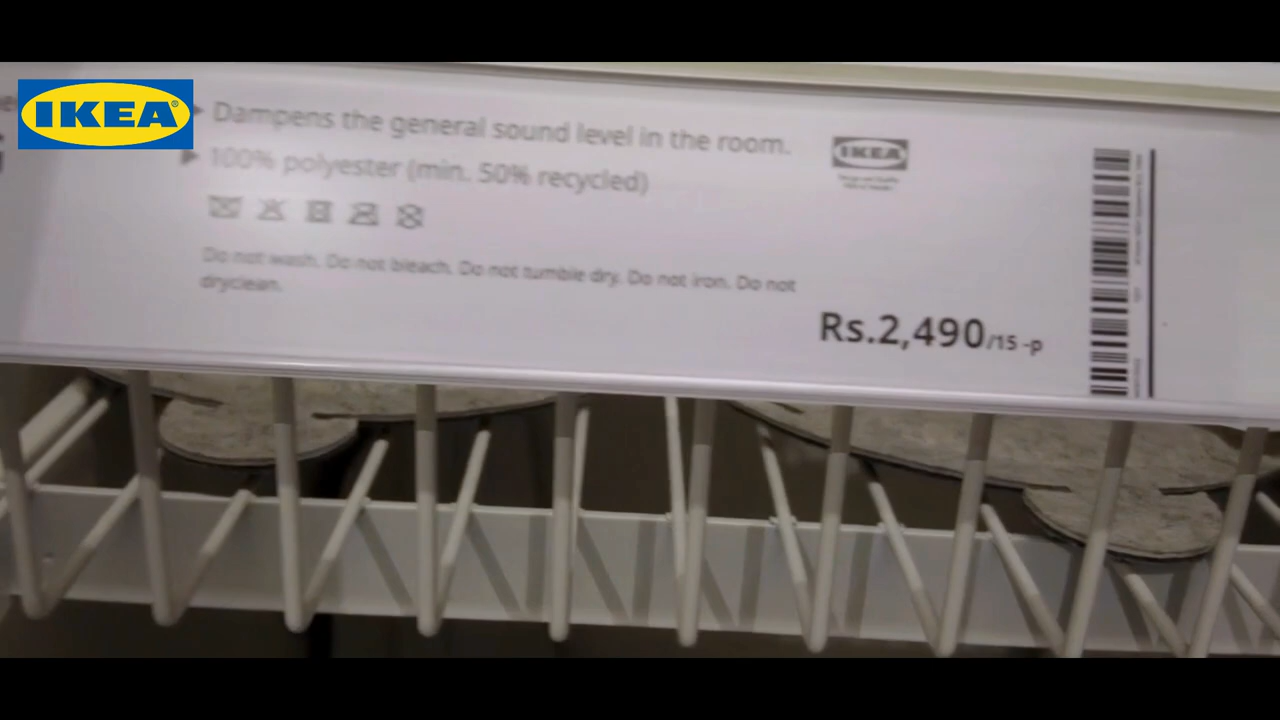 IKEA®
Dampens the general sound level in the room.
100% polyester (min. 50% recycled)
IKEA
Do not wash. Do not bleach. Do not tumble dry. Do not iron. Do not
dryclean.
Rs.2,490/15 -p